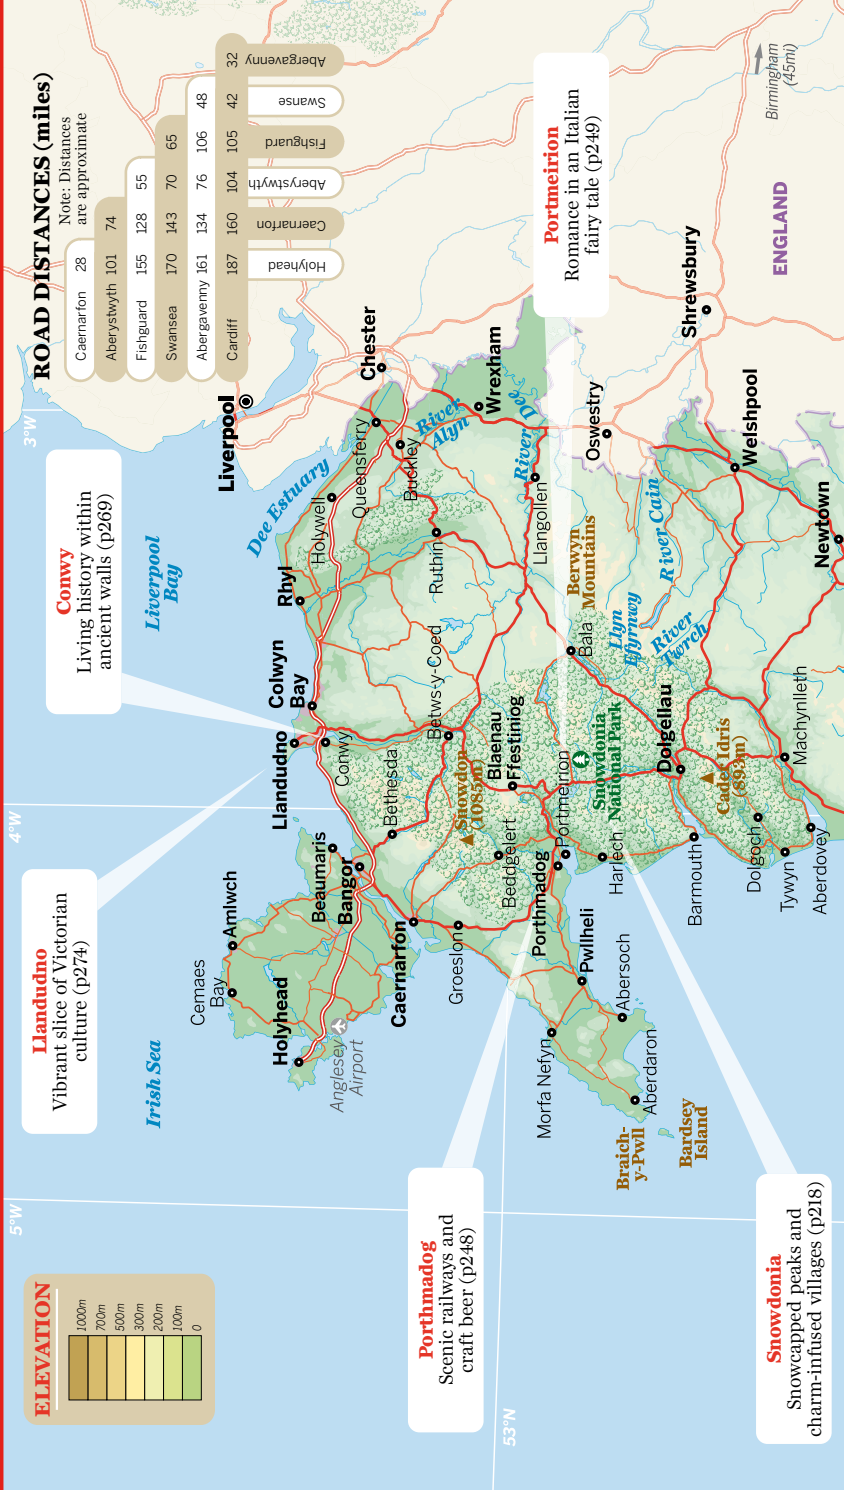 ELEVATION
1000m
700m
500m
300m
200m
100m
0
5°W
4°W
3°W
53°N
Llandudno
Vibrant slice of Victorian
culture (p274)
Conwy
Living history within
ancient walls (p269)
Porthmadog
Scenic railways and
craft beer (p248)
Snowdonia
Snowcapped peaks and
charm-infused villages (p218)
Portmeirion
Romance in an Italian
fairy tale (p249)
ROAD DISTANCES (miles)
Note: Distances
are approximate
Caernarfon 28
Aberystwyth 101 74
Fishguard 155 128 55
Swansea 170 143 70 65
Abergavenny 161 134 76 106 48
Cardiff 187 160 104 105 42 32
Holyhead
Caernarfon
Aberystwyth
Fishguard
Swanse
Abergavenny
Irish Sea
Liverpool
Bay
Dee Estuary
Liverpool
Chester
Cemaes
Bay
Amlwch
Holyhead
Anglesey
Airport
Beaumaris
Bangor
Llandudno
Colwyn
Bay
Conwy
Rhyl
Holywell
Queensferry
Buckley
River
Alyn
Wrexham
Caernarfon
Bethesda
Groeslon
Betws-y-Coed
Ruthin
Snowdon
(1085m)
Beddgelert
Blaenau
Ffestiniog
Llangollen
River Dee
Oswestry
Porthmadog
Portmeirion
Morfa Nefyn
Pwllheli
Abersoch
Aberdaron
Braich-
y-Pwll
Bardsey
Island
Harlech
Snowdonia
National Park
Bala
Berwyn
Mountains
Llyn
Efyrnwy
River Cain
River
Twrch
Shrewsbury
ENGLAND
Birmingham
(45mi)
Barmouth
Dolgellau
Cader Idris
(893m)
Dolgoch
Tywyn
Aberdovey
Machynlleth
Welshpool
Newtown